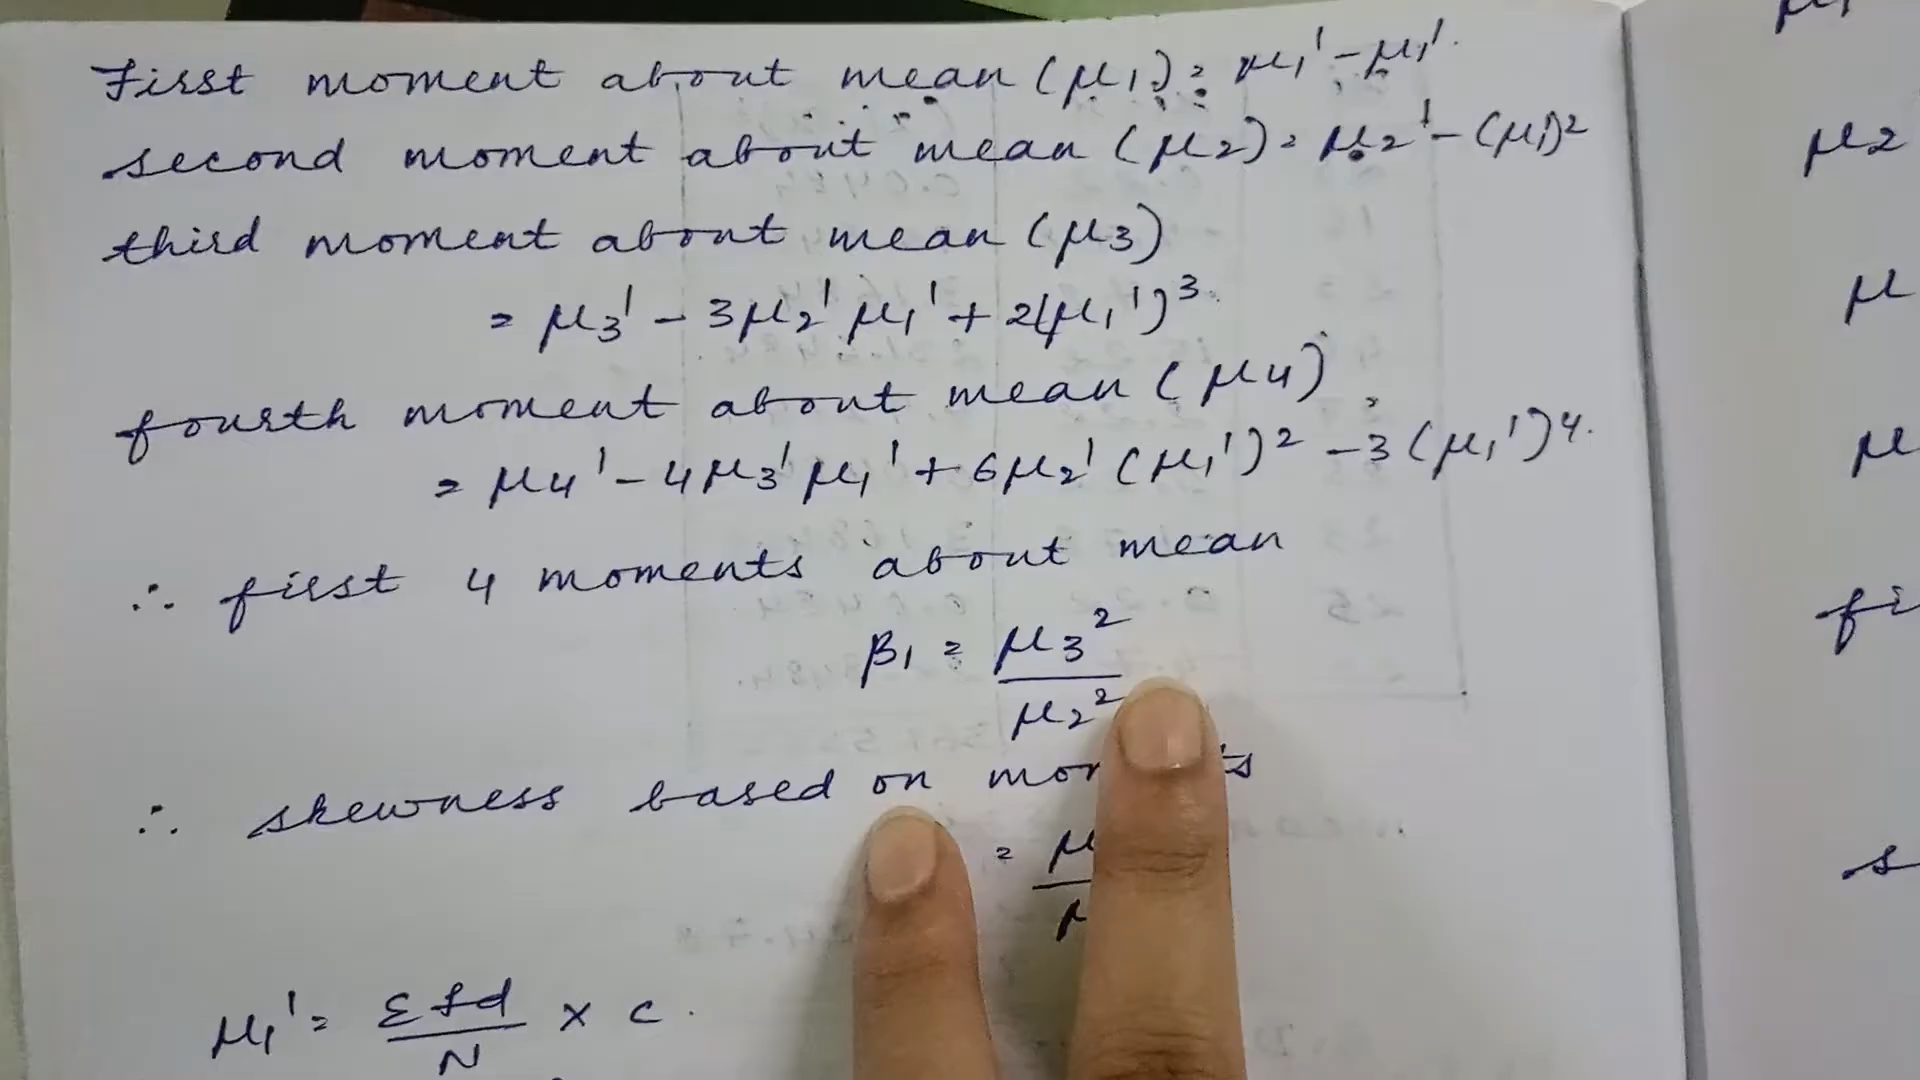 First moment about mean (μ1) = μ1' - μ1'.
second moment about mean (μ2) = μ2' - (μ1)2
third moment about mean (μ3)
= μ3' - 3μ2' μ1' + 2(μ1')3.
fourth moment about mean (μ4)
= μ4' - 4μ3' μ1' + 6μ2' (μ1')2 - 3(μ1')4.
∴ first 4 moments about mean
β1 = μ3²
μ2²
∴ skewness based on
= μ
μ1' = Σfd
N × c.
μ2
μ
μ